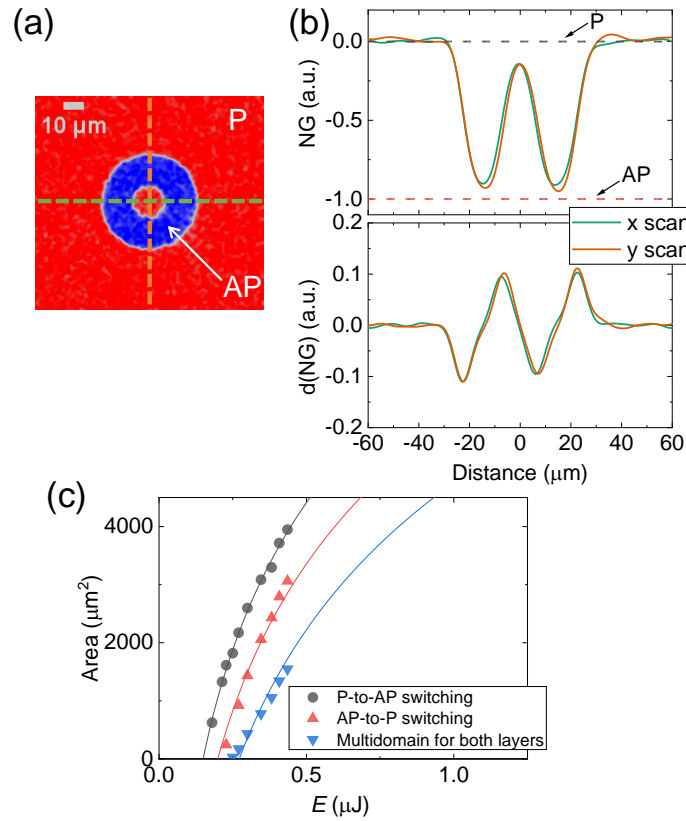 (a)
10 μm
P
AP
(b)
NG (a.u.)
0.0
-0.5
-1.0
P
AP
x scan
y scan
d(NG) (a.u.)
0.2
0.1
0.0
-0.1
-0.2
-60 -40 -20 0 20 40 60
Distance (μm)
(c)
Area (μm²)
4000
2000
0
P-to-AP switching
AP-to-P switching
Multidomain for both layers
0.0 0.5 1.0
E (μJ)